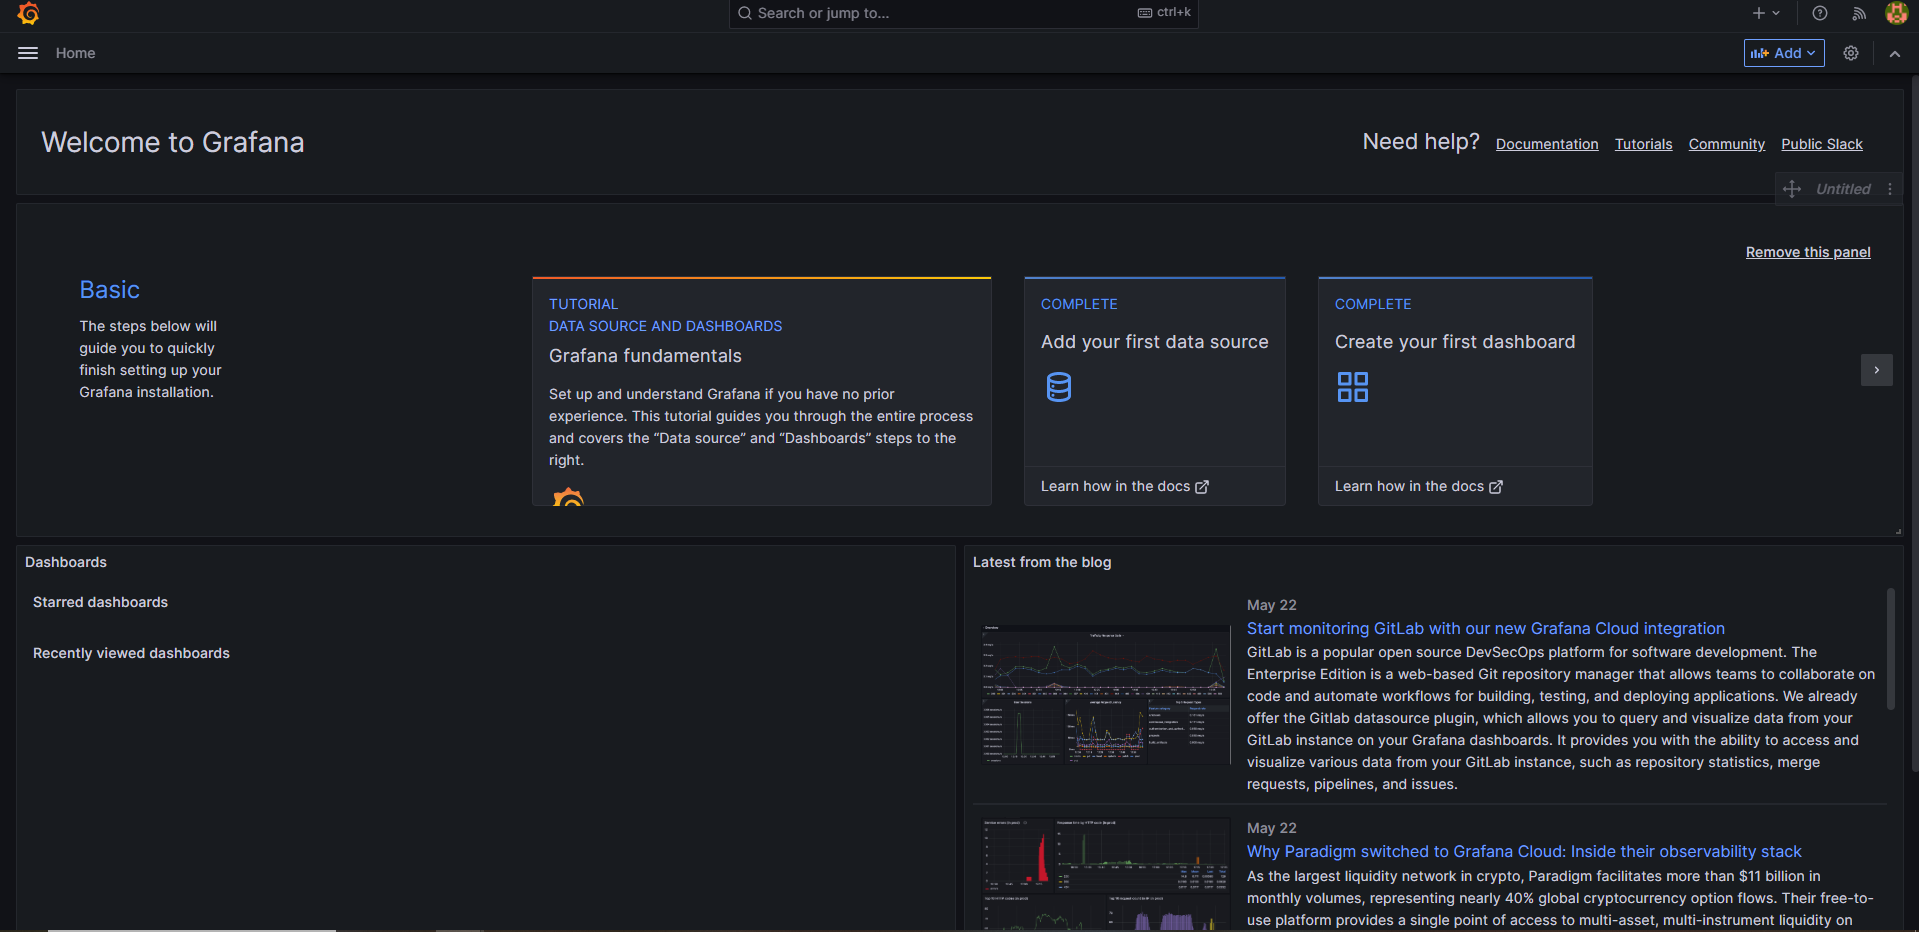 Search or jump to...
ctrl+k
Home
Add
Welcome to Grafana
Need help?
Documentation
Tutorials
Community
Public Slack
Untitled
Remove this panel
Basic
The steps below will
guide you to quickly
finish setting up your
Grafana installation.
TUTORIAL
DATA SOURCE AND DASHBOARDS
Grafana fundamentals
Set up and understand Grafana if you have no prior
experience. This tutorial guides you through the entire process
and covers the “Data source” and “Dashboards” steps to the
right.
COMPLETE
Add your first data source
Learn how in the docs
COMPLETE
Create your first dashboard
Learn how in the docs
Dashboards
Starred dashboards
Recently viewed dashboards
Latest from the blog
May 22
Start monitoring GitLab with our new Grafana Cloud integration
GitLab is a popular open source DevSecOps platform for software development. The
Enterprise Edition is a web-based Git repository manager that allows teams to collaborate on
code and automate workflows for building, testing, and deploying applications. We already
offer the Gitlab datasource plugin, which allows you to query and visualize data from your
GitLab instance on your Grafana dashboards. It provides you with the ability to access and
visualize various data from your GitLab instance, such as repository statistics, merge
requests, pipelines, and issues.
May 22
Why Paradigm switched to Grafana Cloud: Inside their observability stack
As the largest liquidity network in crypto, Paradigm facilitates more than $11 billion in
monthly volumes, representing nearly 40% global cryptocurrency option flows. Their free-to-
use platform provides a single point of access to multi-asset, multi-instrument liquidity on